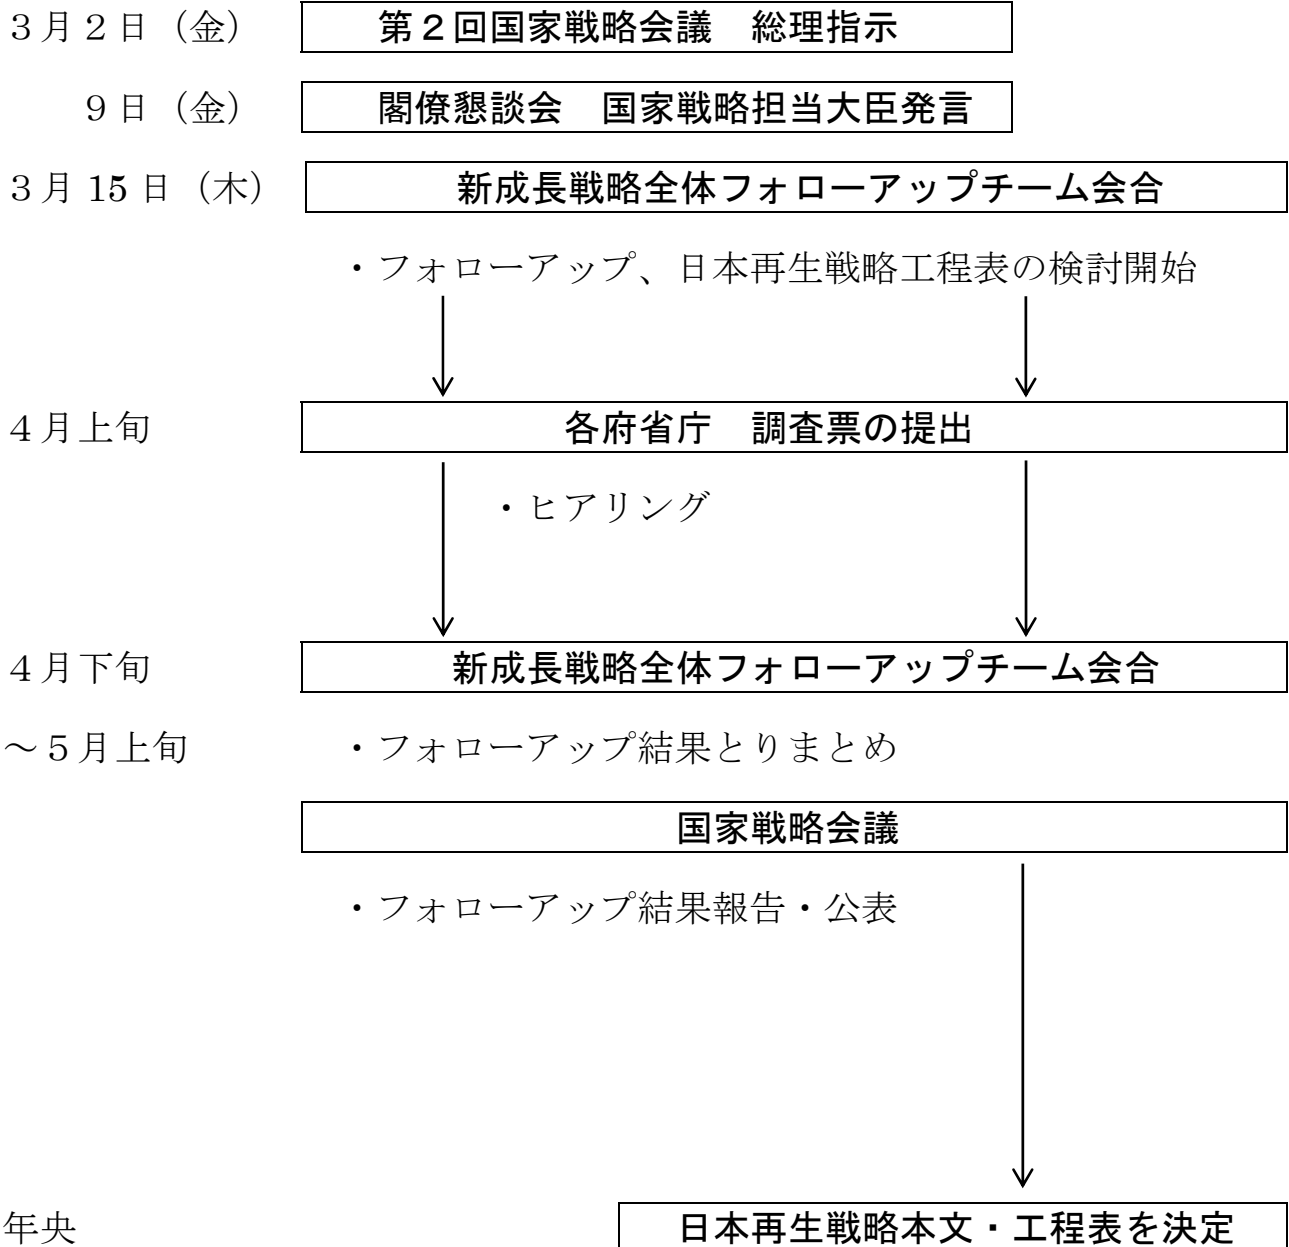 ３月２日（金）　第２回国家戦略会議　総理指示
９日（金）　閣僚懇談会　国家戦略担当大臣発言
３月 15 日（木）　新成長戦略全体フォローアップチーム会合
・フォローアップ、日本再生戦略工程表の検討開始
４月上旬　各府省庁　調査票の提出
・ヒアリング
４月下旬　新成長戦略全体フォローアップチーム会合
～５月上旬　・フォローアップ結果とりまとめ
国家戦略会議
・フォローアップ結果報告・公表
年央　日本再生戦略本文・工程表を決定